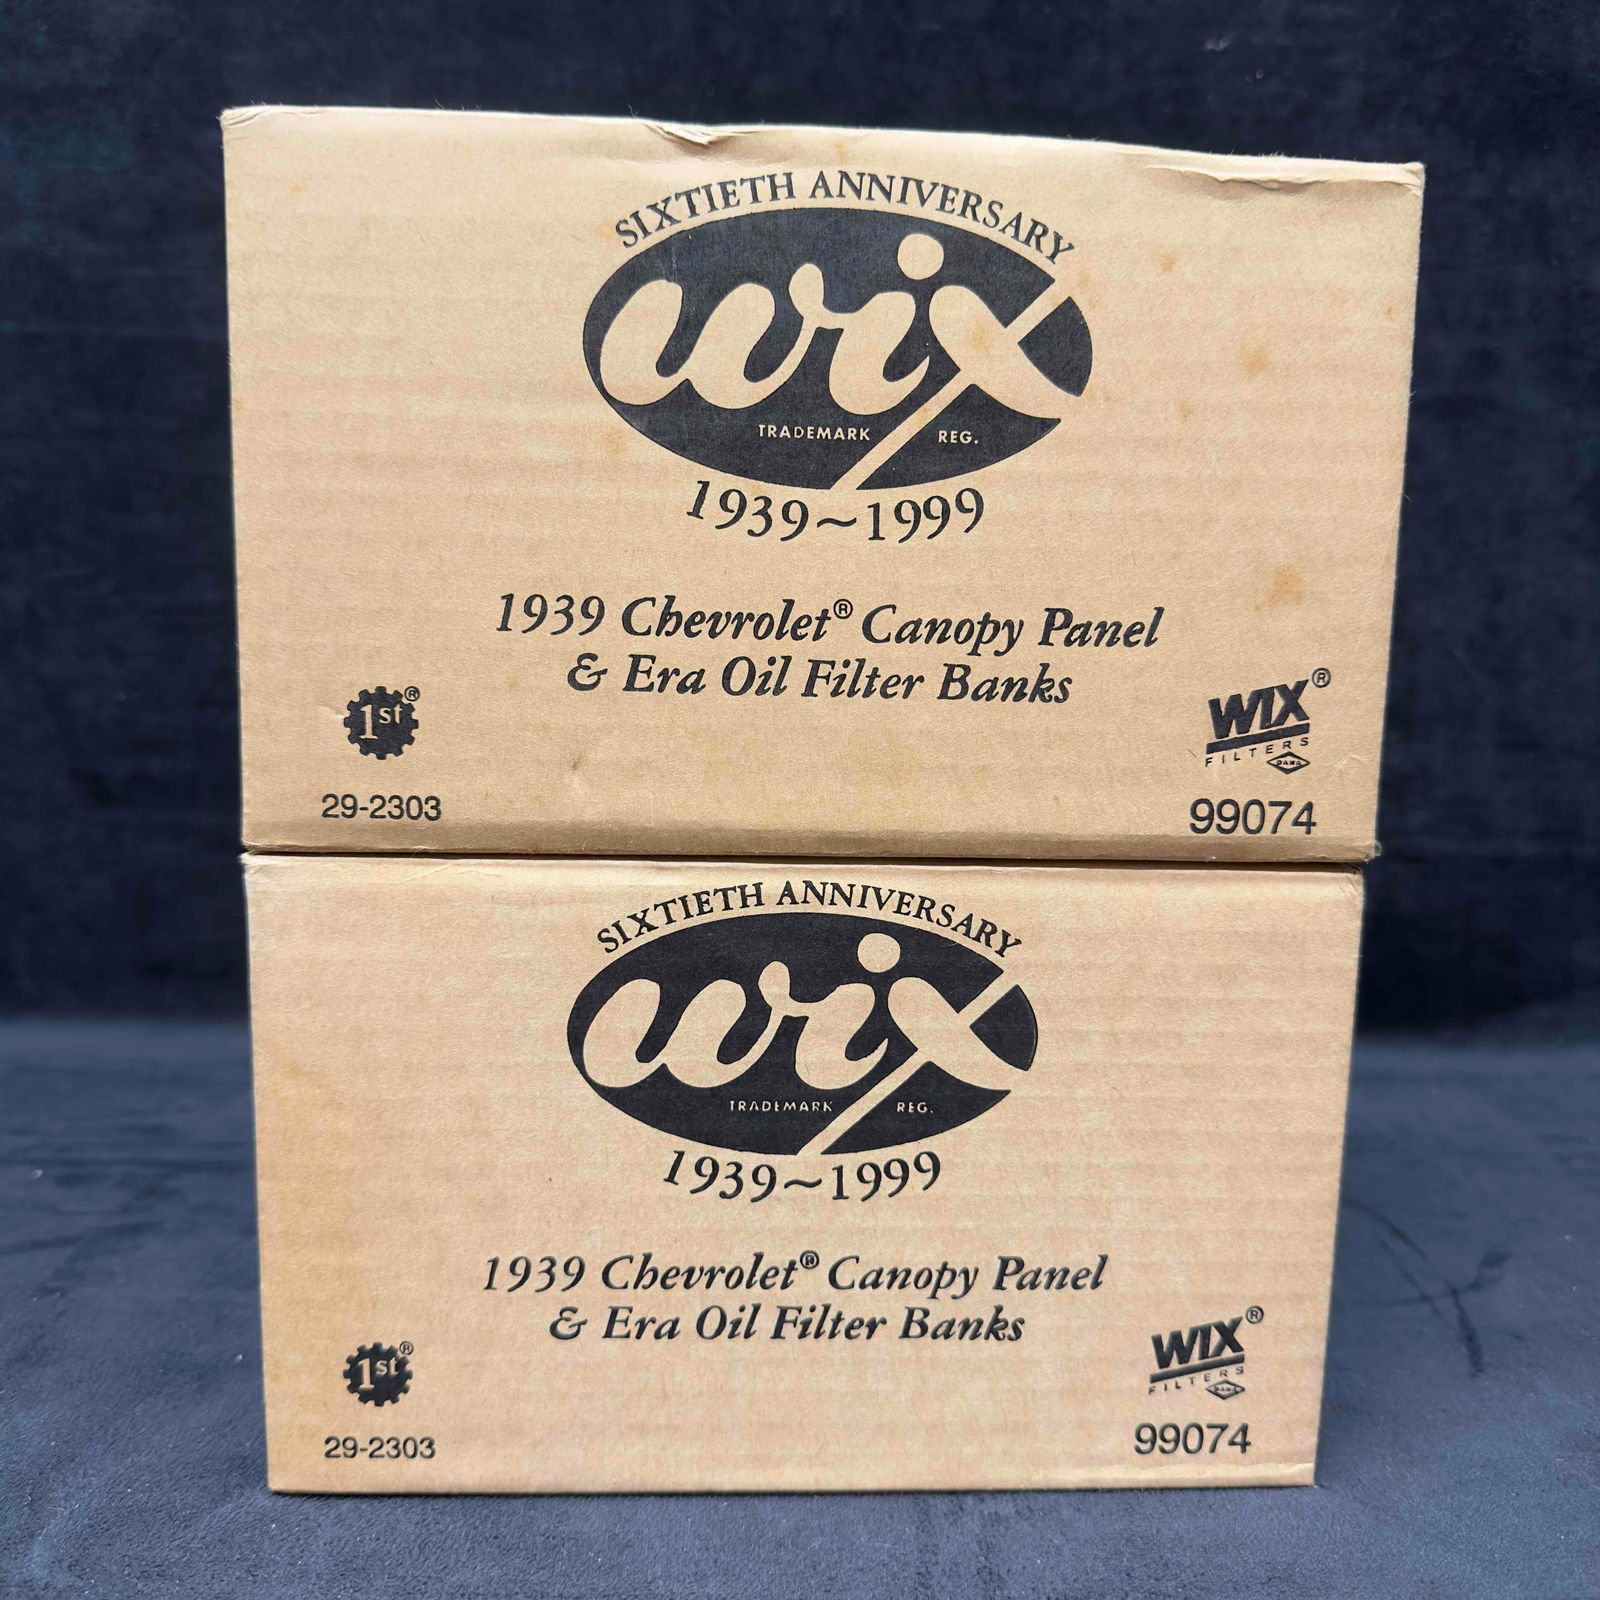 SIXTIETH ANNIVERSARY
wix
TRADEMARK REG.
1939~1999
1939 Chevrolet® Canopy Panel
& Era Oil Filter Banks
1st®
29-2303
WIX®
FILTERS
DANA
99074
SIXTIETH ANNIVERSARY
wix
TRADEMARK REG.
1939~1999
1939 Chevrolet® Canopy Panel
& Era Oil Filter Banks
1st®
29-2303
WIX®
FILTERS
DANA
99074